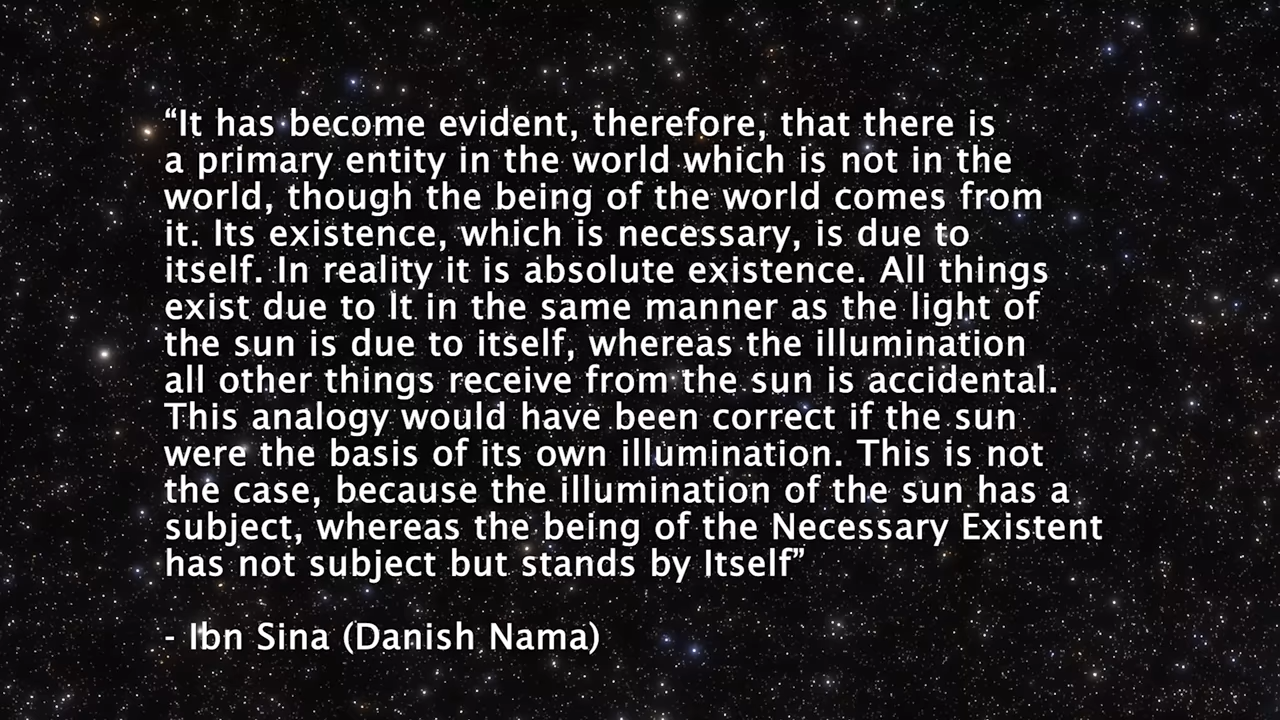 “It has become evident, therefore, that there is
a primary entity in the world which is not in the
world, though the being of the world comes from
it. Its existence, which is necessary, is due to
itself. In reality it is absolute existence. All things
exist due to It in the same manner as the light of
the sun is due to itself, whereas the illumination
all other things receive from the sun is accidental.
This analogy would have been correct if the sun
were the basis of its own illumination. This is not
the case, because the illumination of the sun has a
subject, whereas the being of the Necessary Existent
has not subject but stands by Itself”
- Ibn Sina (Danish Nama)